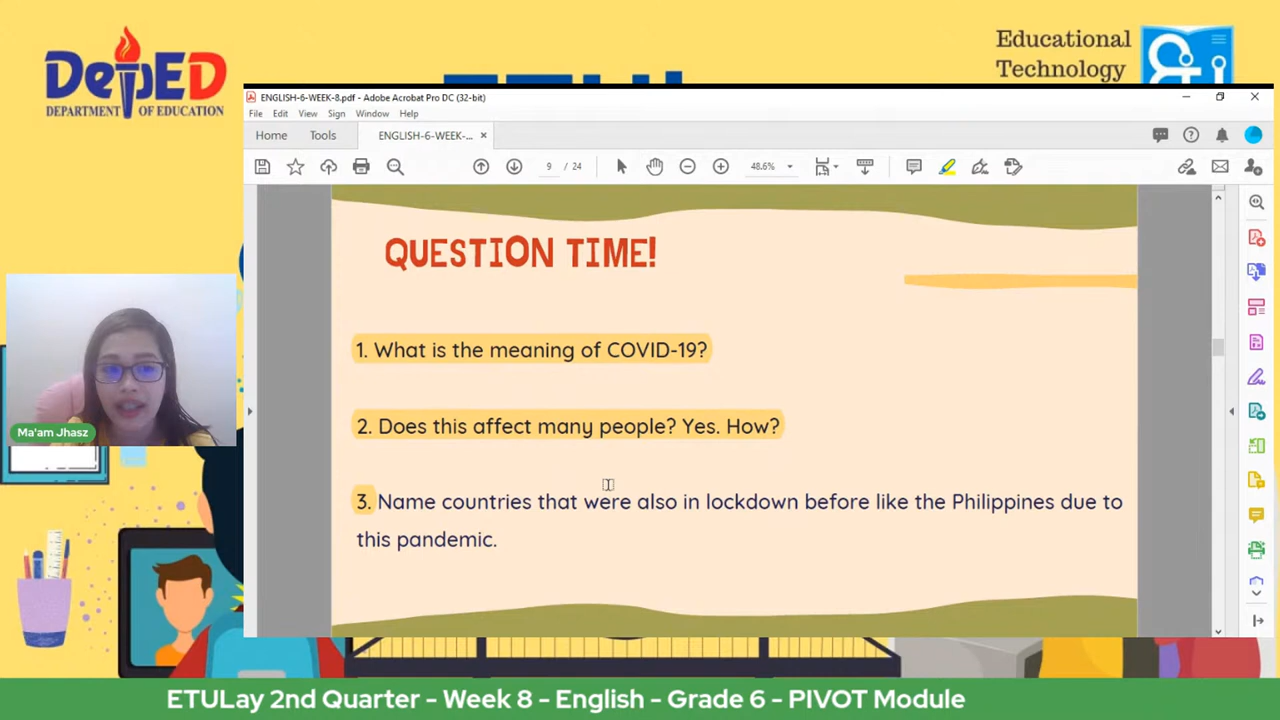 DepED
DEPARTMENT OF EDUCATION
Educational
Technology
ENGLISH-6-WEEK-8.pdf - Adobe Acrobat Pro DC (32-bit)
File Edit View Sign Window Help
Home Tools ENGLISH-6-WEEK-...
9 / 24 48.6%
QUESTION TIME!
1. What is the meaning of COVID-19?
2. Does this affect many people? Yes. How?
3. Name countries that were also in lockdown before like the Philippines due to
this pandemic.
Ma'am Jhasz
ETULay 2nd Quarter - Week 8 - English - Grade 6 - PIVOT Module